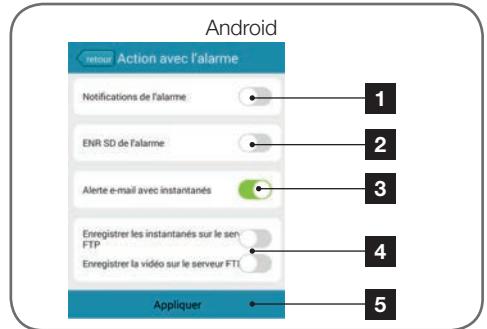 Android
retour Action avec l'alarme
Notifications de l'alarme
1
ENR SD de l'alarme
2
Alerte e-mail avec instantanés
3
Enregistrer les instantanés sur le ser
FTP
4
Enregistrer la vidéo sur le serveur FT
Appliquer
5